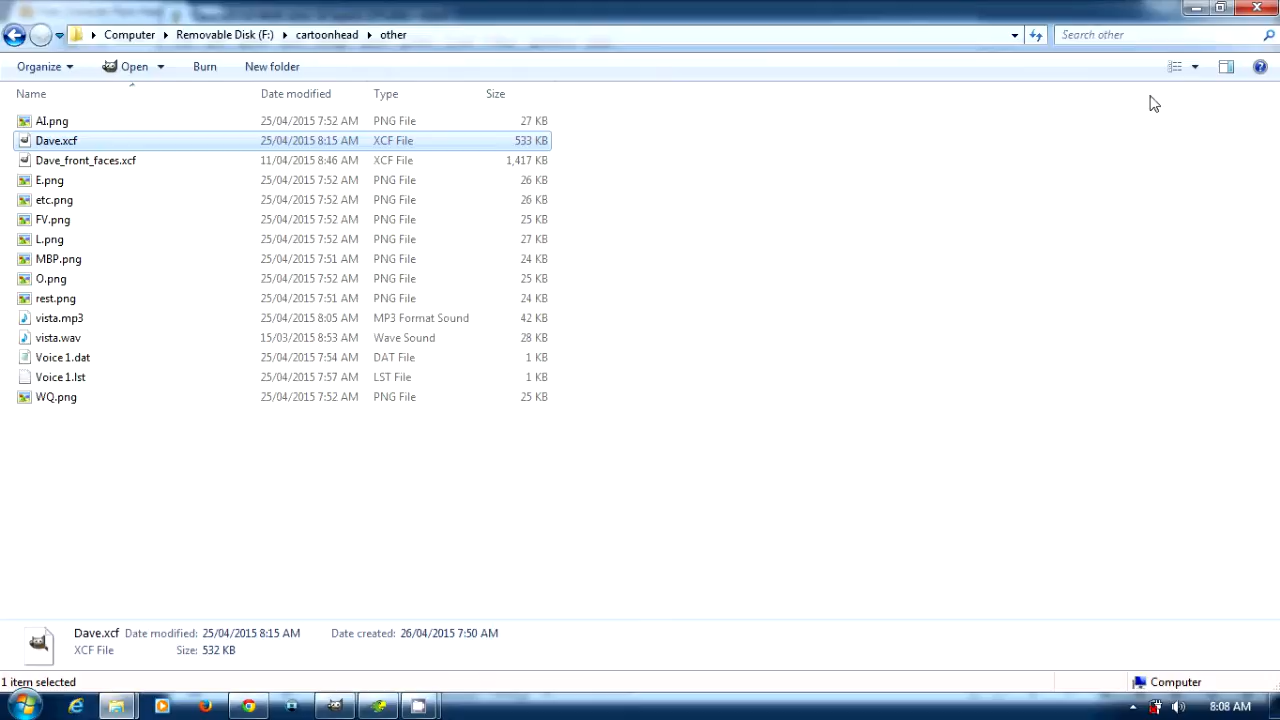 Computer Removable Disk (F:) cartoonhead other Search other
Organize Open Burn New folder
Name Date modified Type Size
AI.png 25/04/2015 7:52 AM PNG File 27 KB
Dave.xcf 25/04/2015 8:15 AM XCF File 533 KB
Dave_front_faces.xcf 11/04/2015 8:46 AM XCF File 1,417 KB
E.png 25/04/2015 7:52 AM PNG File 26 KB
etc.png 25/04/2015 7:52 AM PNG File 26 KB
FV.png 25/04/2015 7:52 AM PNG File 25 KB
L.png 25/04/2015 7:52 AM PNG File 27 KB
MBP.png 25/04/2015 7:51 AM PNG File 24 KB
O.png 25/04/2015 7:52 AM PNG File 25 KB
rest.png 25/04/2015 7:51 AM PNG File 24 KB
vista.mp3 25/04/2015 8:05 AM MP3 Format Sound 42 KB
vista.wav 15/03/2015 8:53 AM Wave Sound 28 KB
Voice 1.dat 25/04/2015 7:54 AM DAT File 1 KB
Voice 1.lst 25/04/2015 7:57 AM LST File 1 KB
WQ.png 25/04/2015 7:52 AM PNG File 25 KB
Dave.xcf Date modified: 25/04/2015 8:15 AM Date created: 26/04/2015 7:50 AM
XCF File Size: 532 KB
1 item selected Computer
8:08 AM